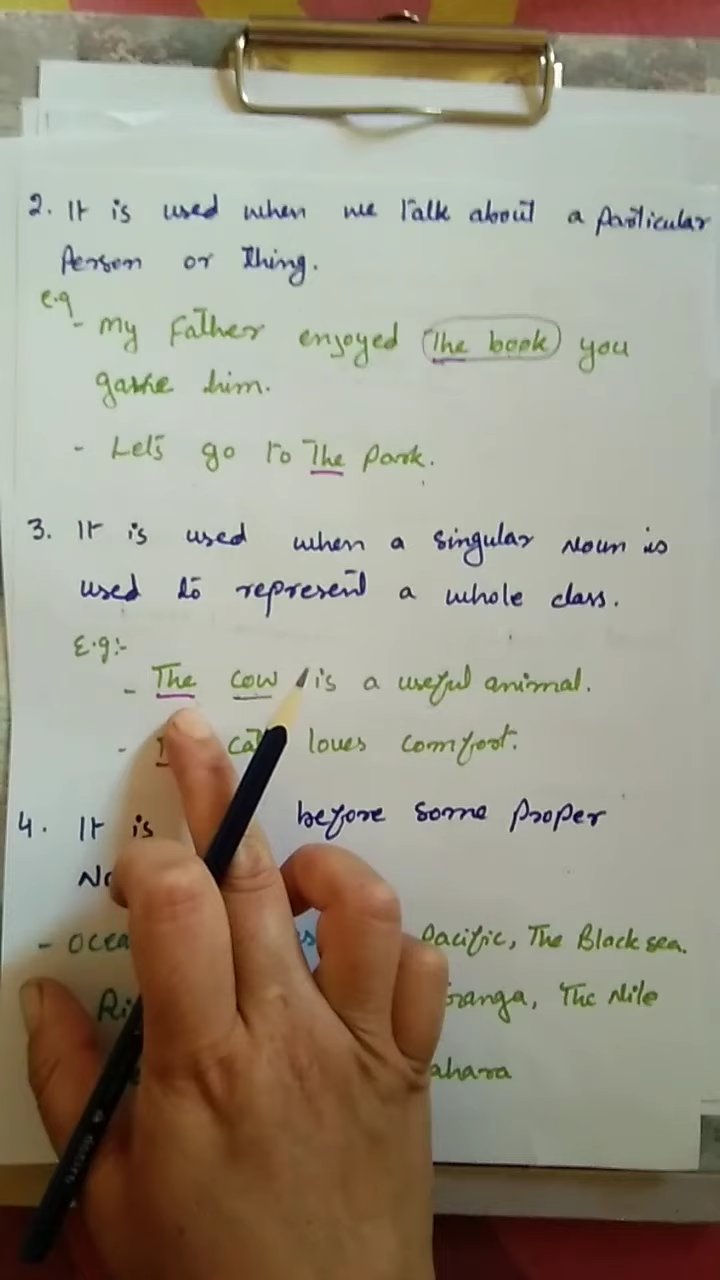 2. It is used when we talk about a particular
Person or thing.
e.g
- My Father enjoyed The book you
gave him.
- Let's go to The Park.
3. It is used when a singular Noun is
used to represent a whole class.
E.g:-
- The cow is a useful animal.
- cat loves comfort.
4. It is before some proper
- Pacific, The Black sea.
The Nile